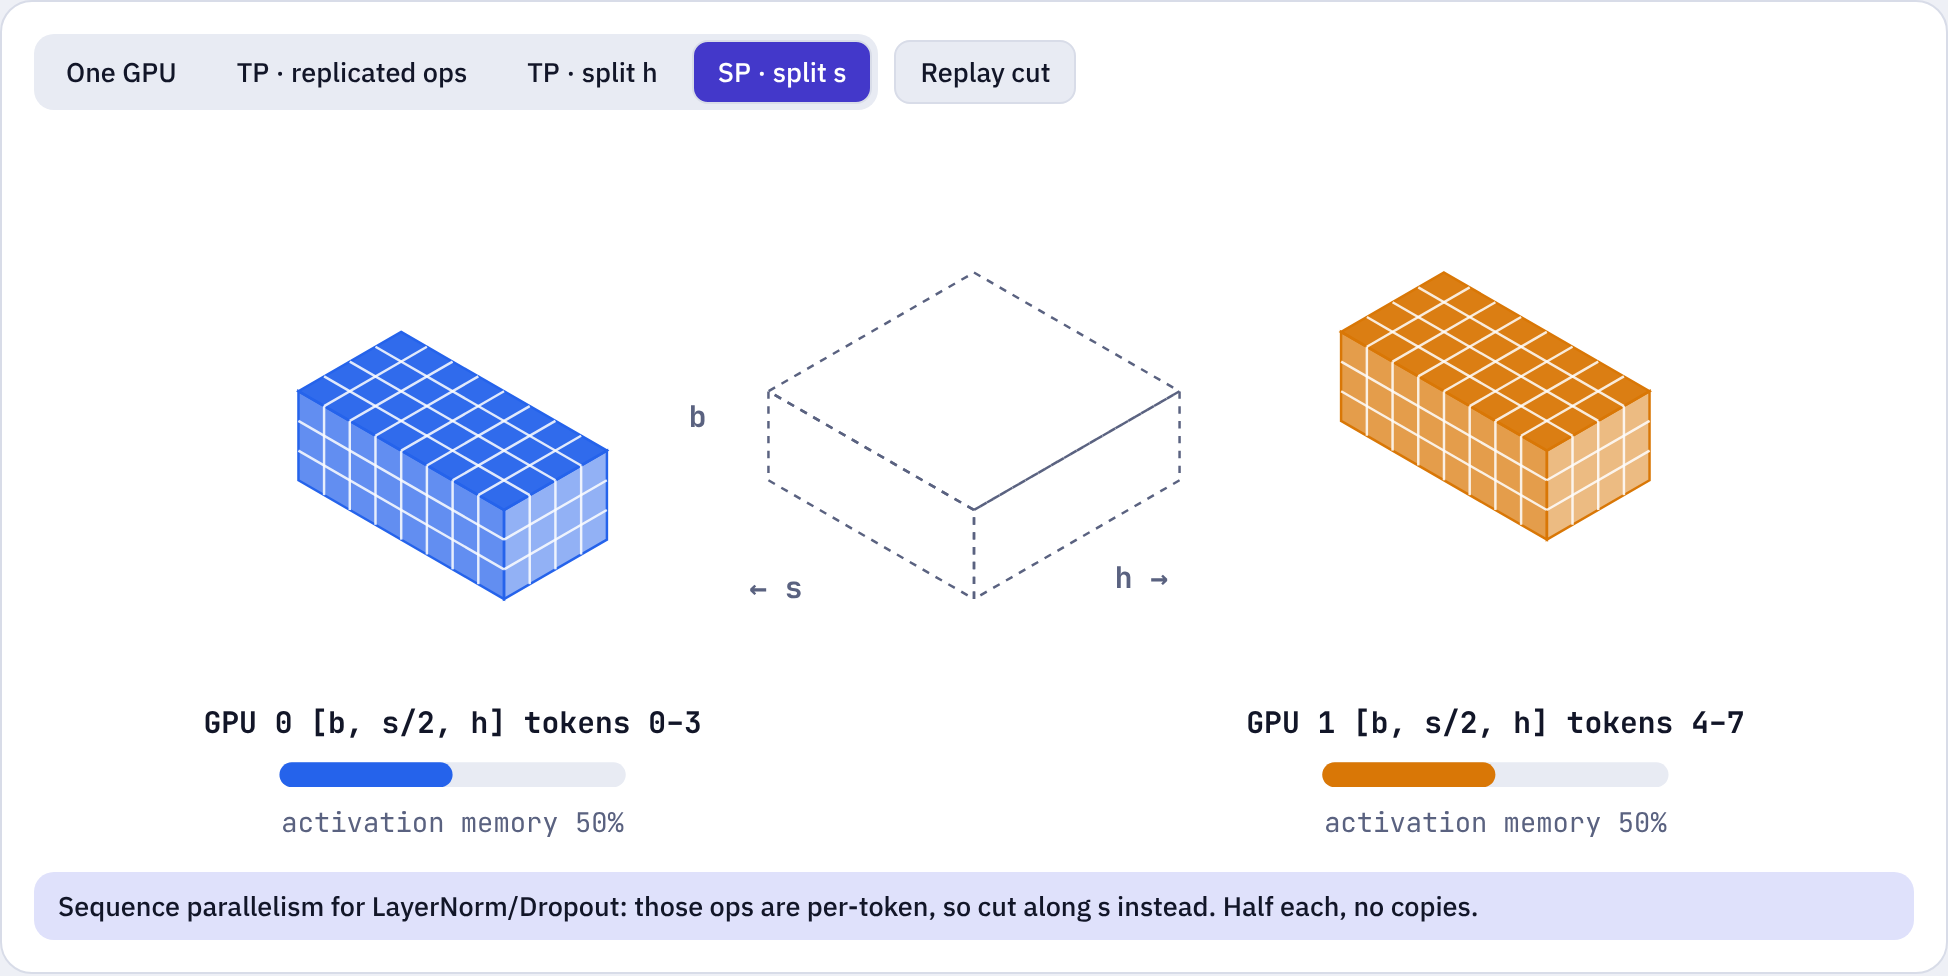 One GPU
TP · replicated ops
TP · split h
SP · split s
Replay cut
b
← s
h →
GPU 0 [b, s/2, h] tokens 0–3
activation memory 50%
GPU 1 [b, s/2, h] tokens 4–7
activation memory 50%
Sequence parallelism for LayerNorm/Dropout: those ops are per-token, so cut along s instead. Half each, no copies.